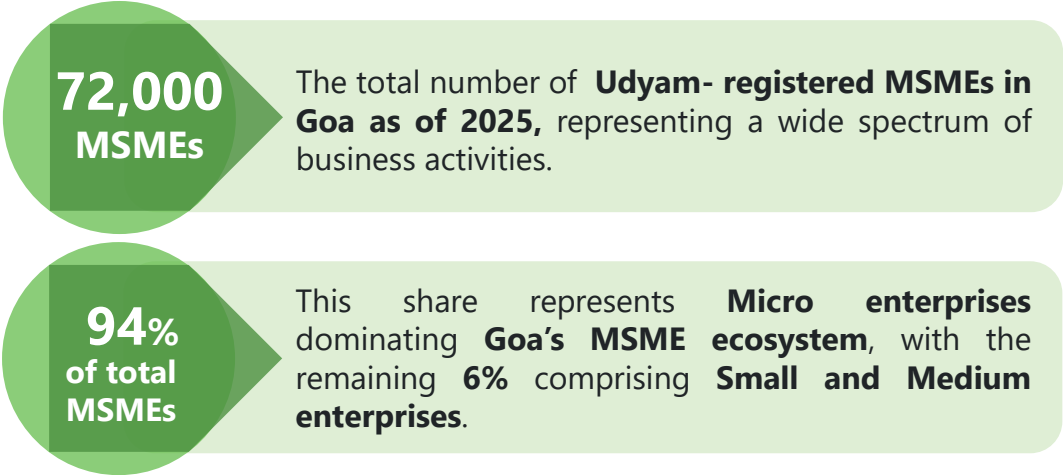 72,000
MSMEs
The total number of Udyam- registered MSMEs in
Goa as of 2025, representing a wide spectrum of
business activities.
94%
of total
MSMEs
This share represents Micro enterprises
dominating Goa’s MSME ecosystem, with the
remaining 6% comprising Small and Medium
enterprises.